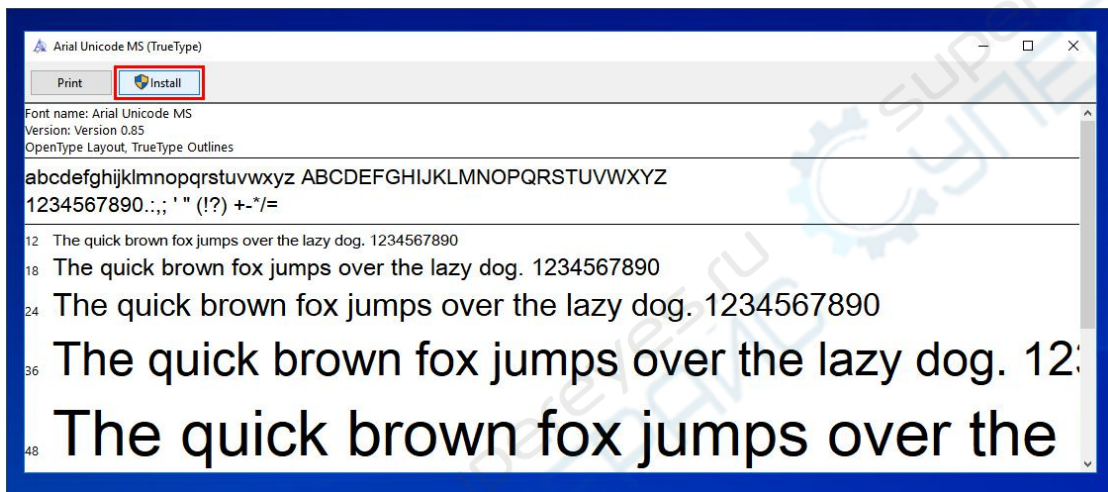 Arial Unicode MS (TrueType)
Print
Install
Font name: Arial Unicode MS
Version: Version 0.85
OpenType Layout, TrueType Outlines
abcdefghijklmnopqrstuvwxyz ABCDEFGHIJKLMNOPQRSTUVWXYZ
1234567890.:,; ' " (!?) +-*/=
12 The quick brown fox jumps over the lazy dog. 1234567890
18 The quick brown fox jumps over the lazy dog. 1234567890
24 The quick brown fox jumps over the lazy dog. 1234567890
36 The quick brown fox jumps over the lazy dog. 12
48 The quick brown fox jumps over the